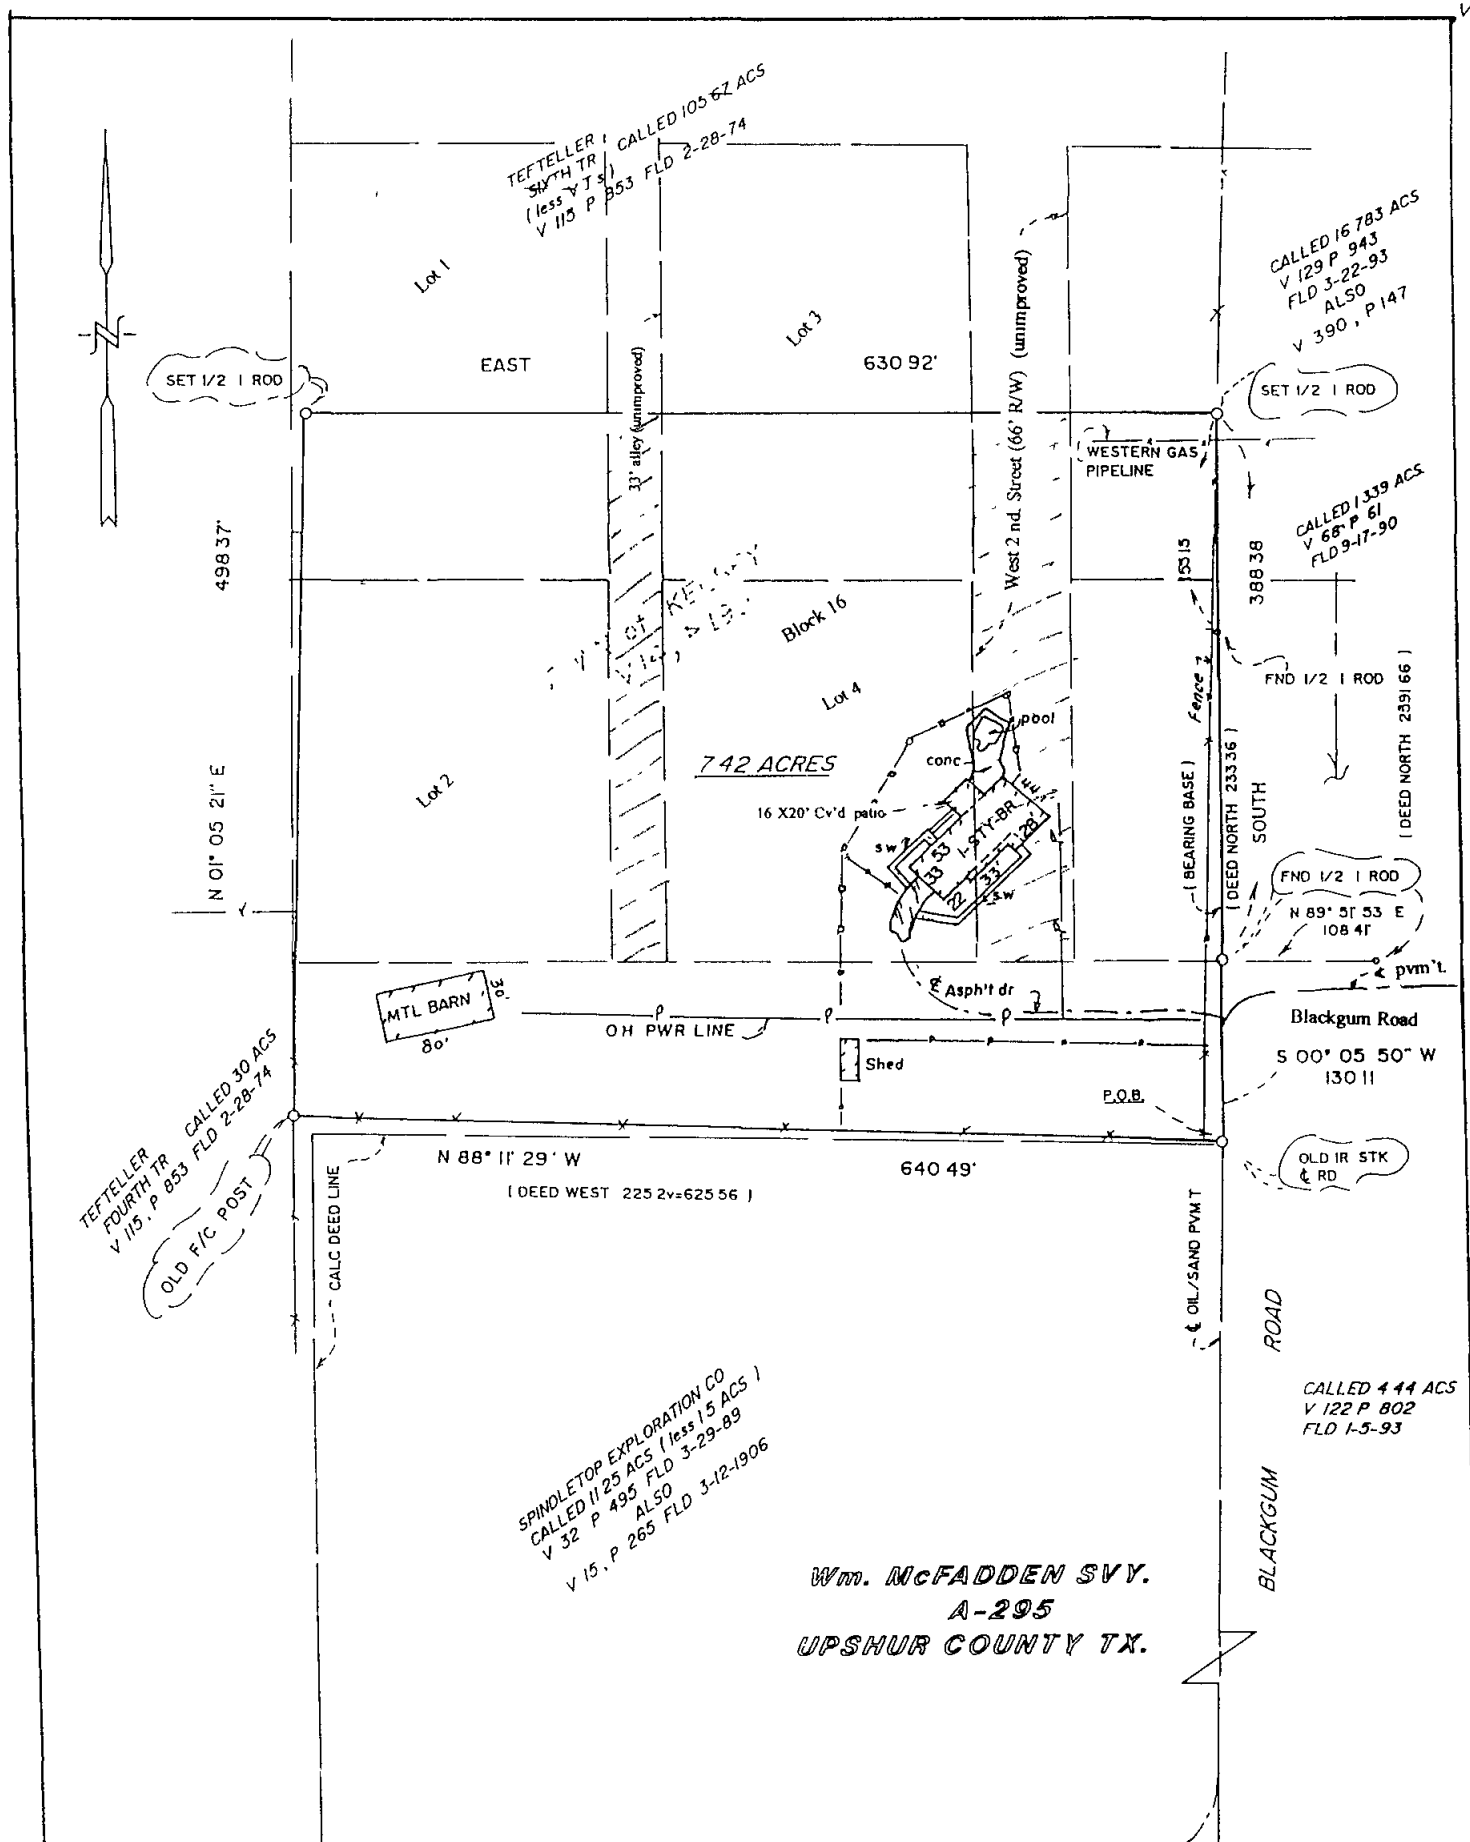 TEFTELLER
SIXTH TR CALLED 105 62 ACS
(less V T s)
V 115 P 853 FLD 2-28-74
Lot 1
Lot 3
West 2 nd. Street (66' R/W) (unimproved)
33' alley (unimproved)
CALLED 16 783 ACS
V 129 P 943
FLD 3-22-93
ALSO
V 390, P 147
SET 1/2 I ROD
EAST
630 92'
SET 1/2 I ROD
WESTERN GAS
PIPELINE
CALLED 1 339 ACS.
V 68 P 61
FLD 9-17-90
498 37'
N 01° 05 21" E
155 15
388 38
FND 1/2 I ROD
Fence
Block 16
Lot 4
Lot 2
7 42 ACRES
pool
conc
16 X20' Cv'd patio
1-STY-BR
44'
28'
53
33
sw
22
33'
sw
(BEARING BASE)
(DEED NORTH 233 36)
SOUTH
(DEED NORTH 2591 66)
FND 1/2 I ROD
N 89° 51' 53 E
108 41'
℄ pvm't.
Blackgum Road
S 00° 05 50" W
130 11
MTL BARN
30'
80'
OH PWR LINE
℄ Asph't dr
Shed
P.O.B.
OLD IR STK
℄ RD
TEFTELLER
FOURTH TR CALLED 30 ACS
V 115, P 853 FLD 2-28-74
OLD F/C POST
CALC DEED LINE
N 88° 11' 29' W
640 49'
(DEED WEST 225 2v=625 56)
℄ OIL/SAND PVMT
BLACKGUM ROAD
CALLED 4 44 ACS
V 122 P 802
FLD 1-5-93
SPINDLETOP EXPLORATION CO
CALLED 11 25 ACS (less 1 5 ACS)
V 32 P 495 FLD 3-29-89
ALSO
V 15, P 265 FLD 3-12-1906
Wm. McFADDEN SVY.
A-295
UPSHUR COUNTY TX.